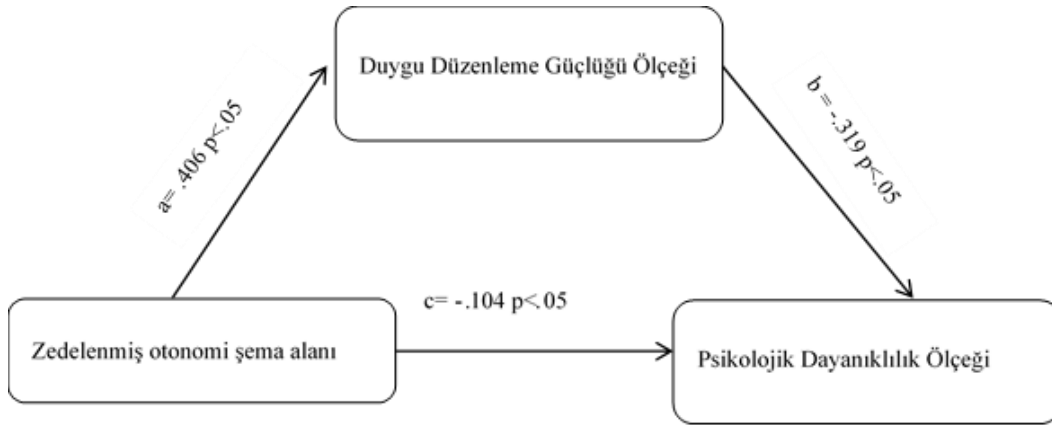 Duygu Düzenleme Güçlüğü Ölçeği
a= .406 p<.05
b = -.319 p<.05
c= -.104 p<.05
Zedelenmiş otonomi şema alanı
Psikolojik Dayanıklılık Ölçeği